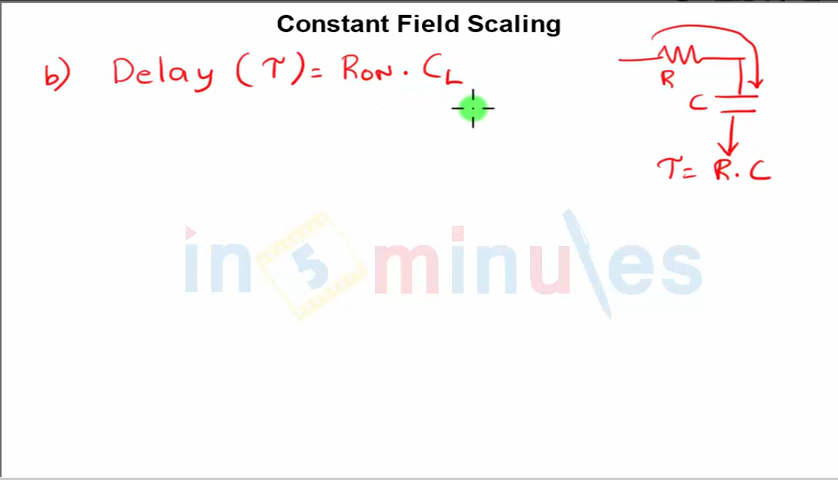 Constant Field Scaling
b) Delay (τ) = RON . CL
R
C
τ = R . C
in 5 minutes